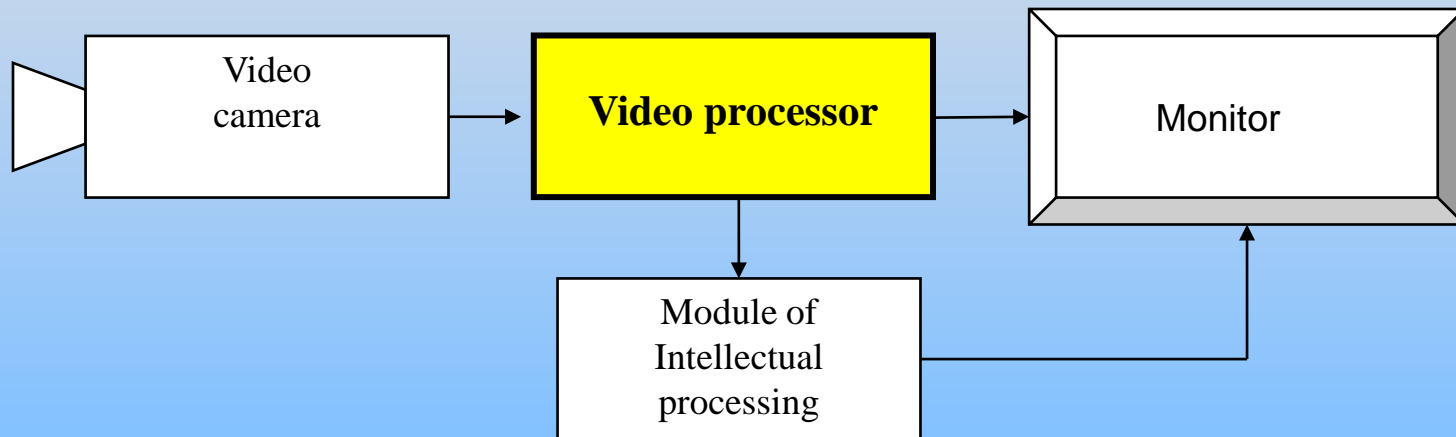 Video
camera
Video processor
Monitor
Module of
Intellectual
processing